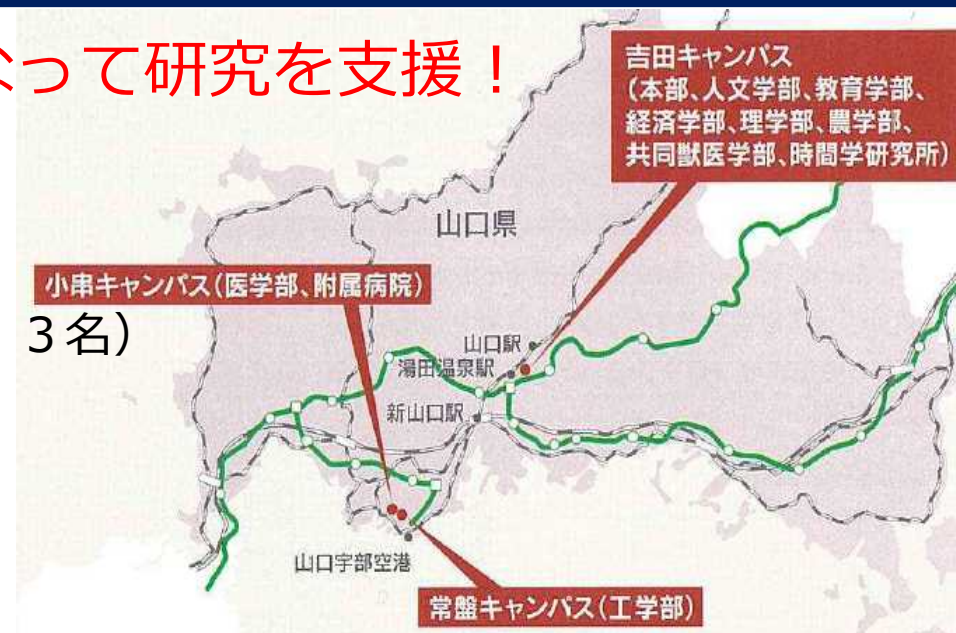 なって研究を支援！
吉田キャンパス
(本部、人文学部、教育学部、
経済学部、理学部、農学部、
共同獣医学部、時間学研究所)
山口県
小串キャンパス(医学部、附属病院)
３名）
山口駅
湯田温泉駅
新山口駅
山口宇部空港
常盤キャンパス(工学部)